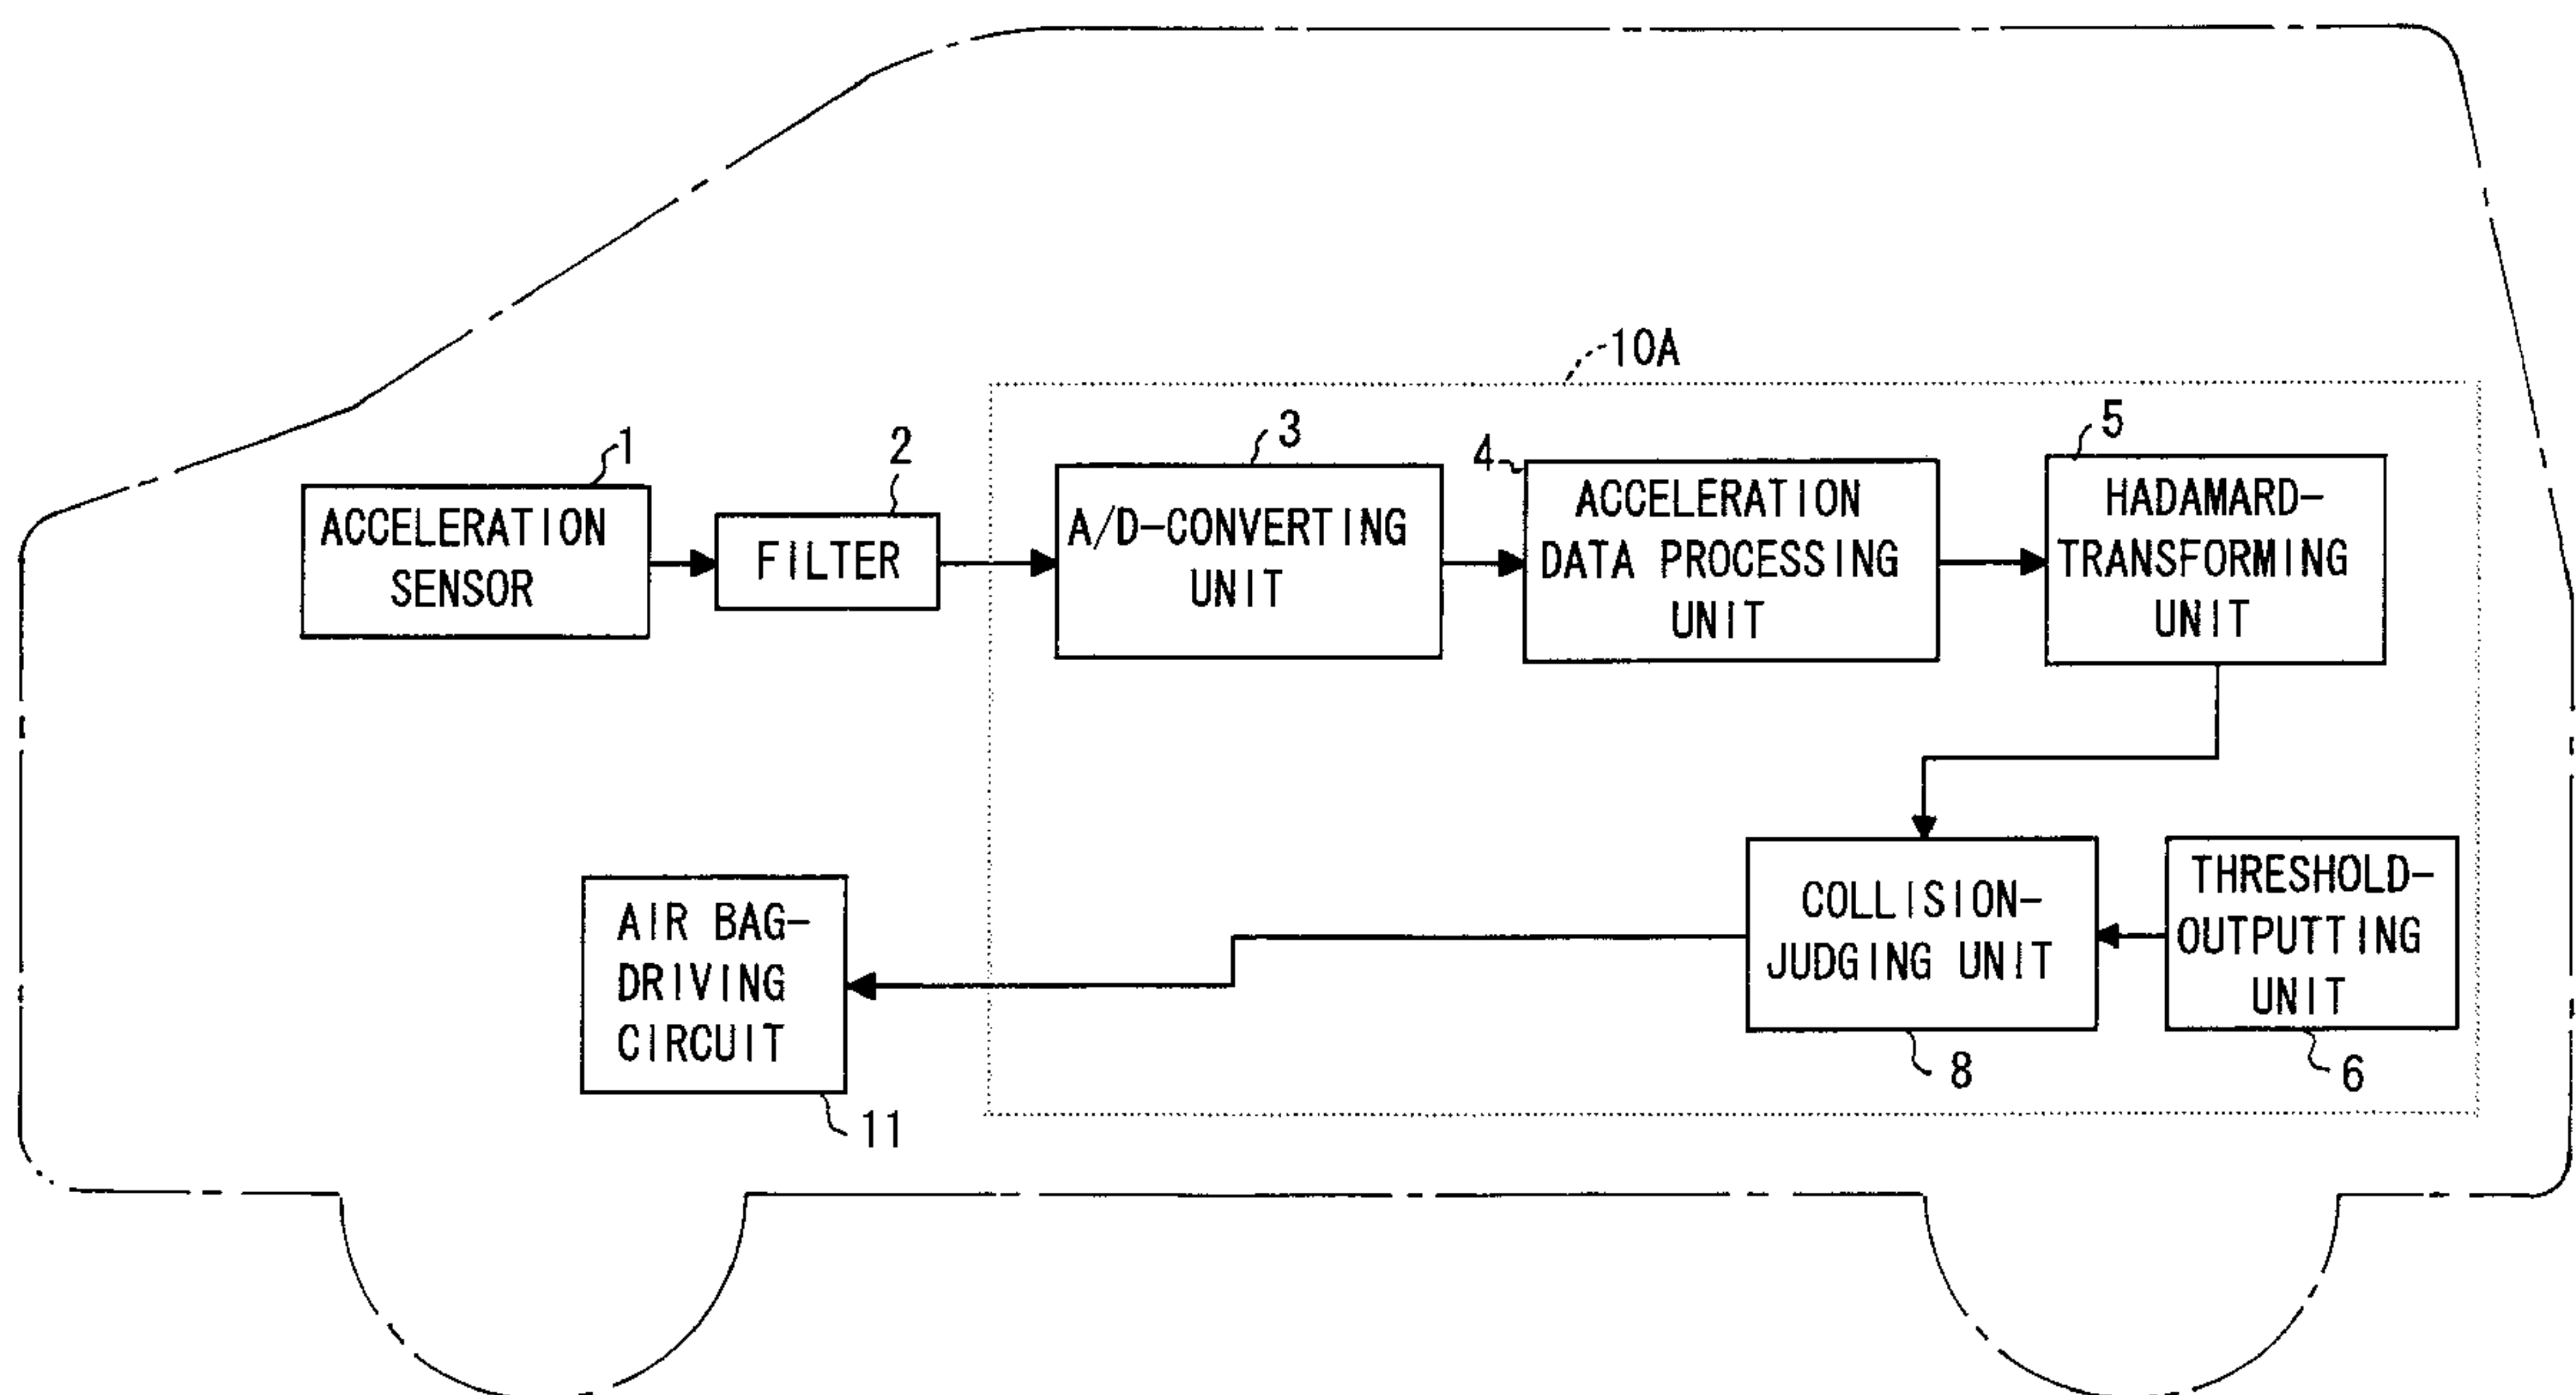 10A
1
ACCELERATION
SENSOR
2
FILTER
3
A/D-CONVERTING
UNIT
4
ACCELERATION
DATA PROCESSING
UNIT
5
HADAMARD-
TRANSFORMING
UNIT
AIR BAG-
DRIVING
CIRCUIT
11
COLLISION-
JUDGING UNIT
8
THRESHOLD-
OUTPUTTING
UNIT
6